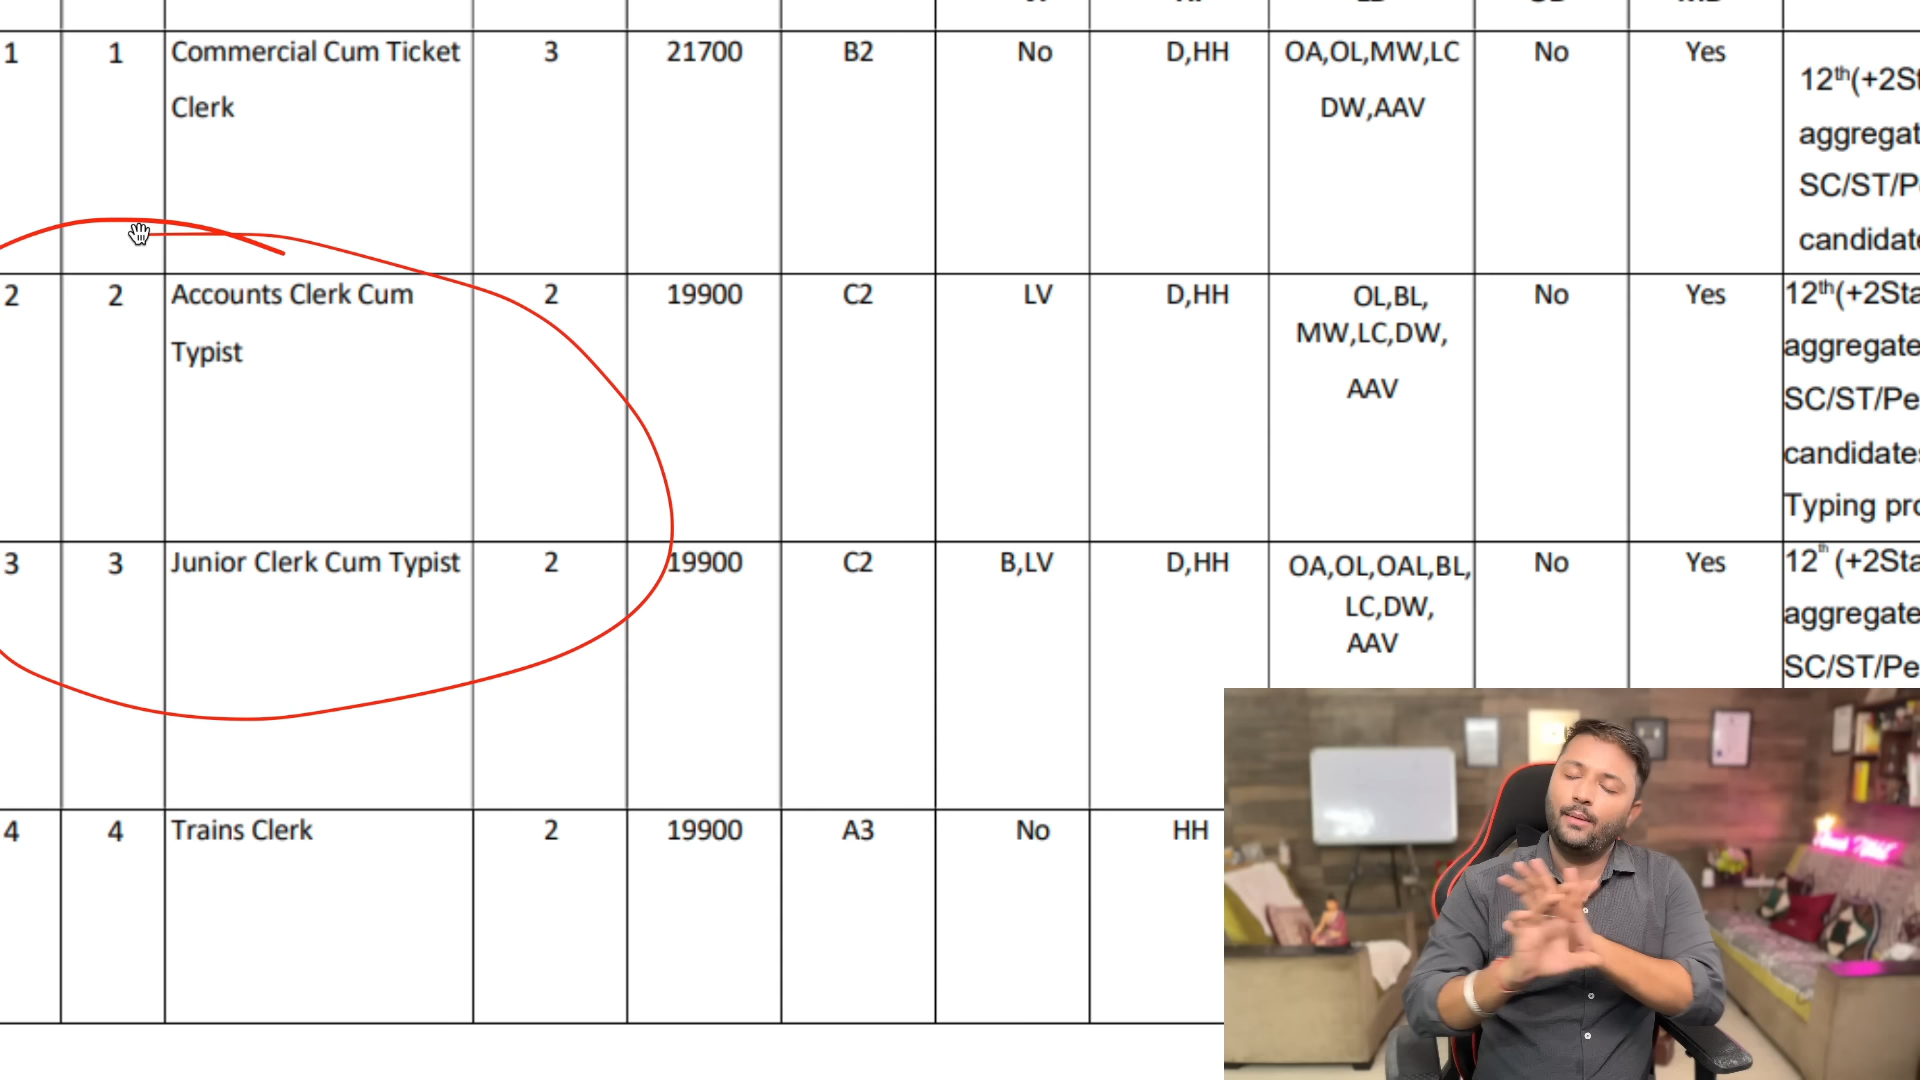 1 1 Commercial Cum Ticket 3 21700 B2 No D,HH OA,OL,MW,LC No Yes
Clerk DW,AAV
12th(+2St
aggregat
SC/ST/P
candidat
2 2 Accounts Clerk Cum 2 19900 C2 LV D,HH OL,BL, No Yes 12th(+2Sta
MW,LC,DW,
Typist aggregate
AAV
SC/ST/Pe
candidates
Typing pro
3 3 Junior Clerk Cum Typist 2 19900 C2 B,LV D,HH OA,OL,OAL,BL, No Yes 12th (+2Sta
LC,DW, aggregate
AAV
SC/ST/Pe
4 4 Trains Clerk 2 19900 A3 No HH